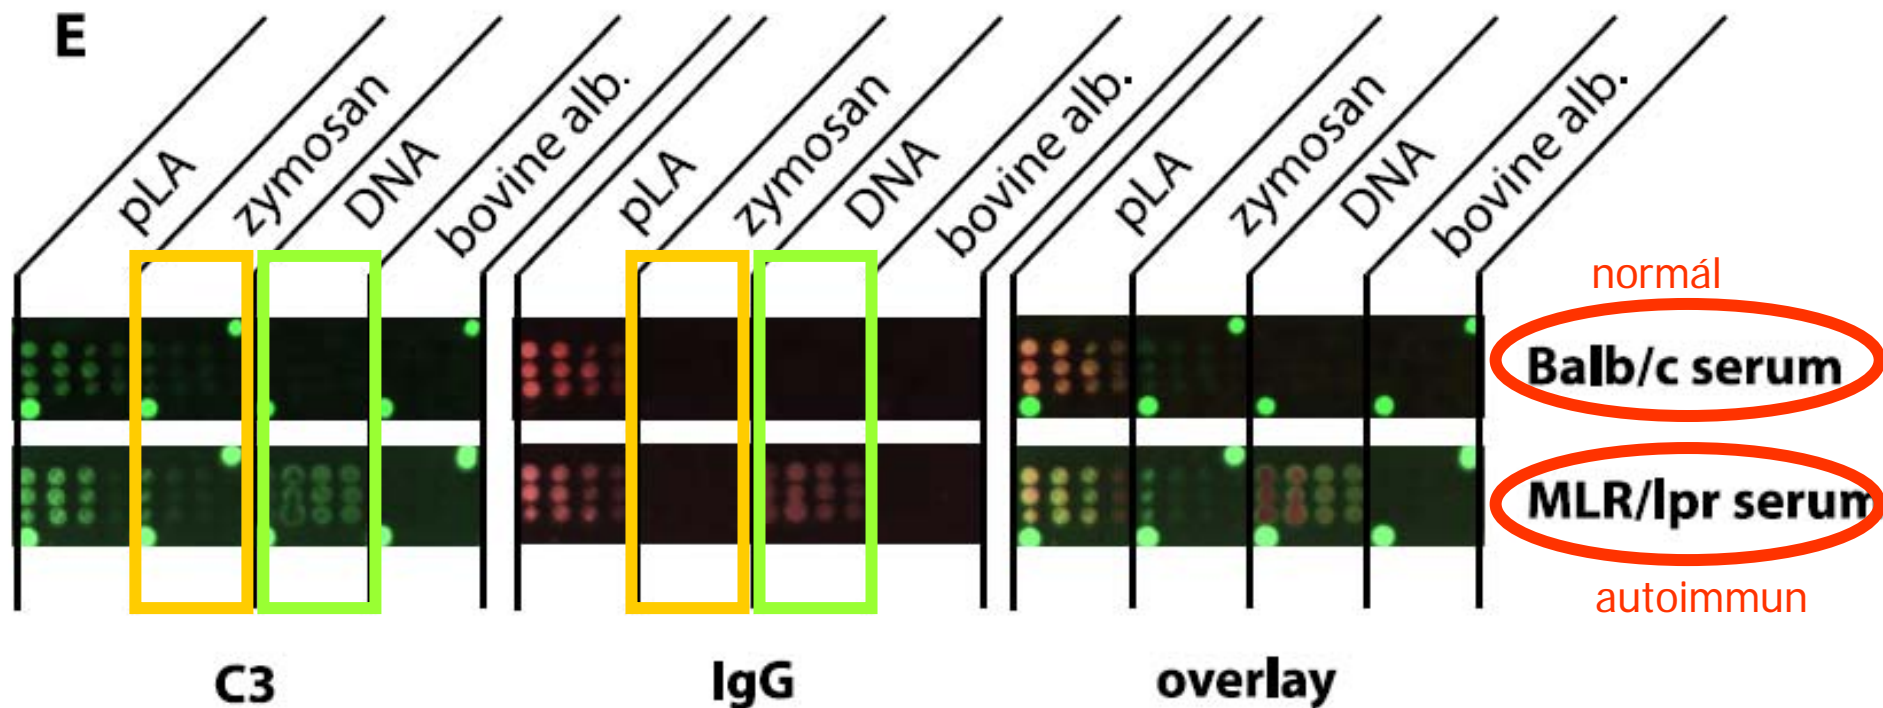 E
pLA
zymosan
DNA
bovine alb.
pLA
zymosan
DNA
bovine alb.
pLA
zymosan
DNA
bovine alb.
normál
Balb/c serum
MLR/lpr serum
autoimmun
C3
IgG
overlay